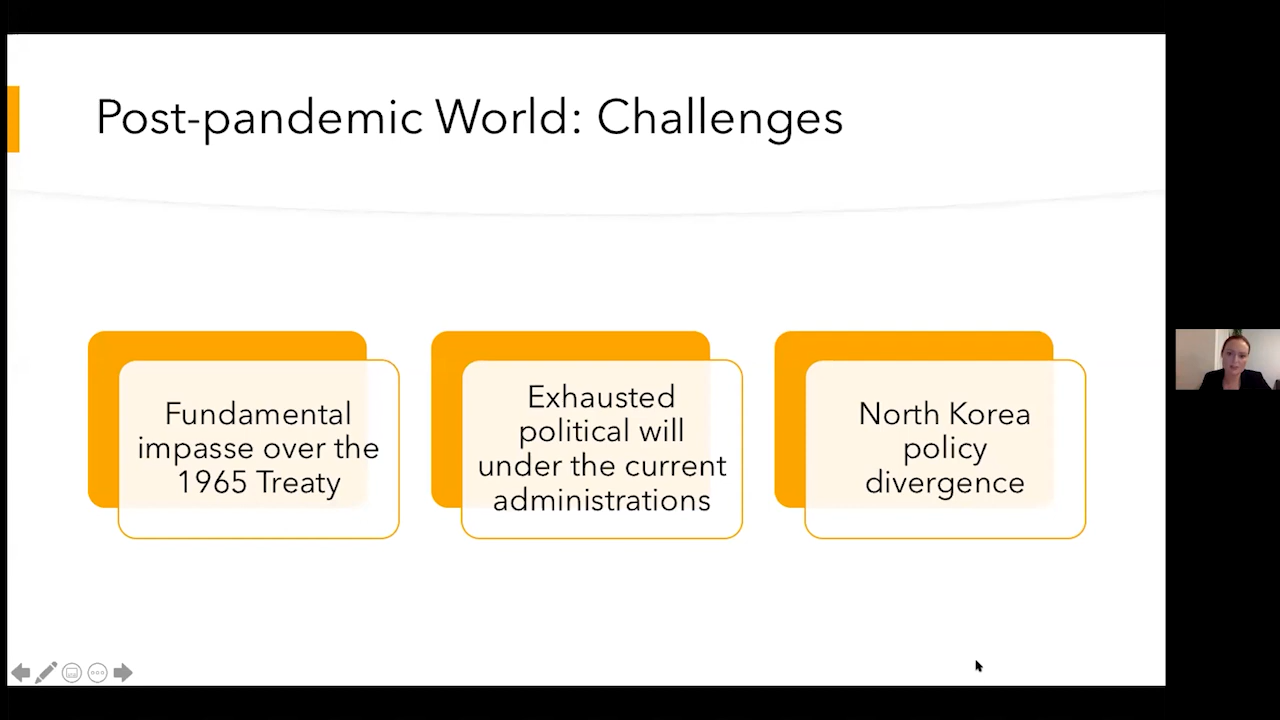 Post-pandemic World: Challenges
Fundamental
impasse over the
1965 Treaty
Exhausted
political will
under the current
administrations
North Korea
policy
divergence